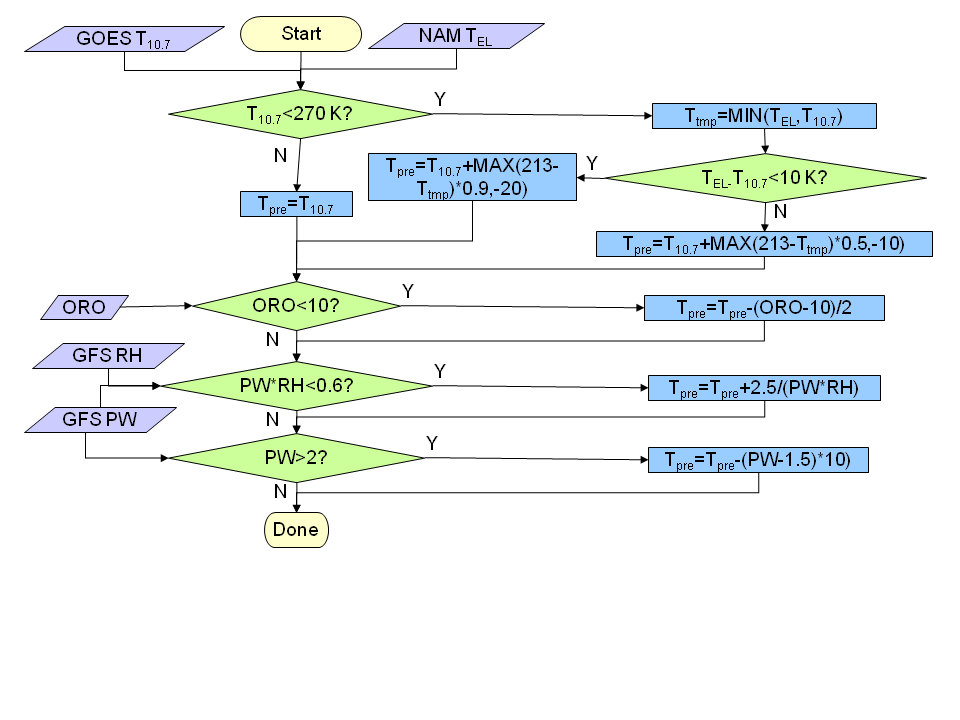 GOES T10.7
Start
NAM TEL
T10.7<270 K?
Y
Ttmp=MIN(TEL,T10.7)
N
Tpre=T10.7+MAX(213-
Ttmp)*0.9,-20)
Y
TEL-T10.7<10 K?
Tpre=T10.7
N
Tpre=T10.7+MAX(213-Ttmp)*0.5,-10)
ORO
ORO<10?
Y
Tpre=Tpre-(ORO-10)/2
N
GFS RH
PW*RH<0.6?
Y
Tpre=Tpre+2.5/(PW*RH)
N
GFS PW
PW>2?
Y
Tpre=Tpre-(PW-1.5)*10)
N
Done